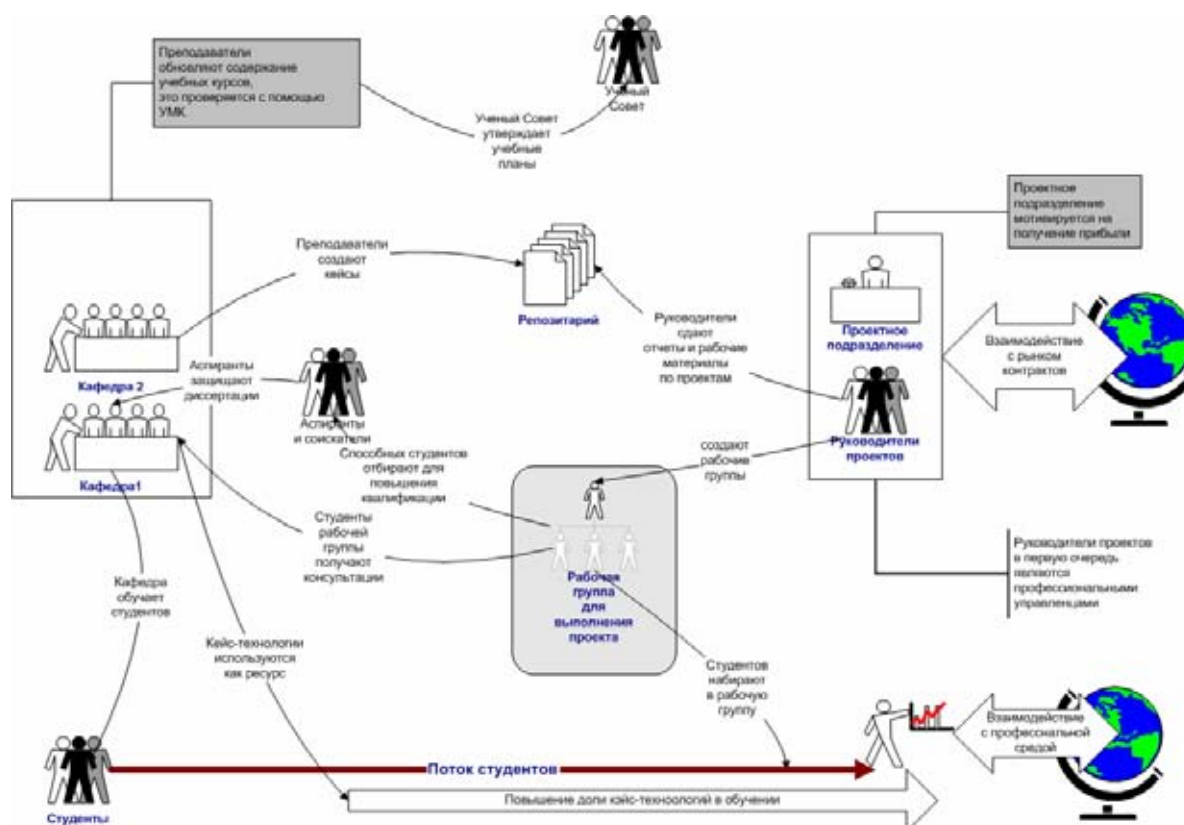 Преподаватели
обновляют содержание
учебных курсов,
это проверяется с помощью
УМК.
Ученый
Совет
Ученый Совет
утверждает
учебные
планы
Проектное
подразделение
мотивируется на
получение прибыли
Преподаватели
создают
кейсы
Репозитарий
Руководители
сдают
отчеты и рабочие
материалы
по проектам
Проектное
подразделение
Взаимодействие
с рынком
контрактов
Кафедра 2
Аспиранты
защищают
диссертации
Аспиранты
и соискатели
Руководители
проектов
создают
рабочие
группы
Кафедра1
Способных студентов
отбирают для
повышения
квалификации
Студенты
рабочей
группы
получают
консультации
Рабочая
группа
для
выполнения
проекта
Руководители проектов
в первую очередь
являются
профессиональными
управленцами
Кафедра
обучает
студентов
Кейс-технологии
используются
как ресурс
Студентов
набирают
в рабочую
группу
Взаимодействие
с профессональной
средой
Поток студентов
Повышение доли кэйс-техноологий в обучении
Студенты